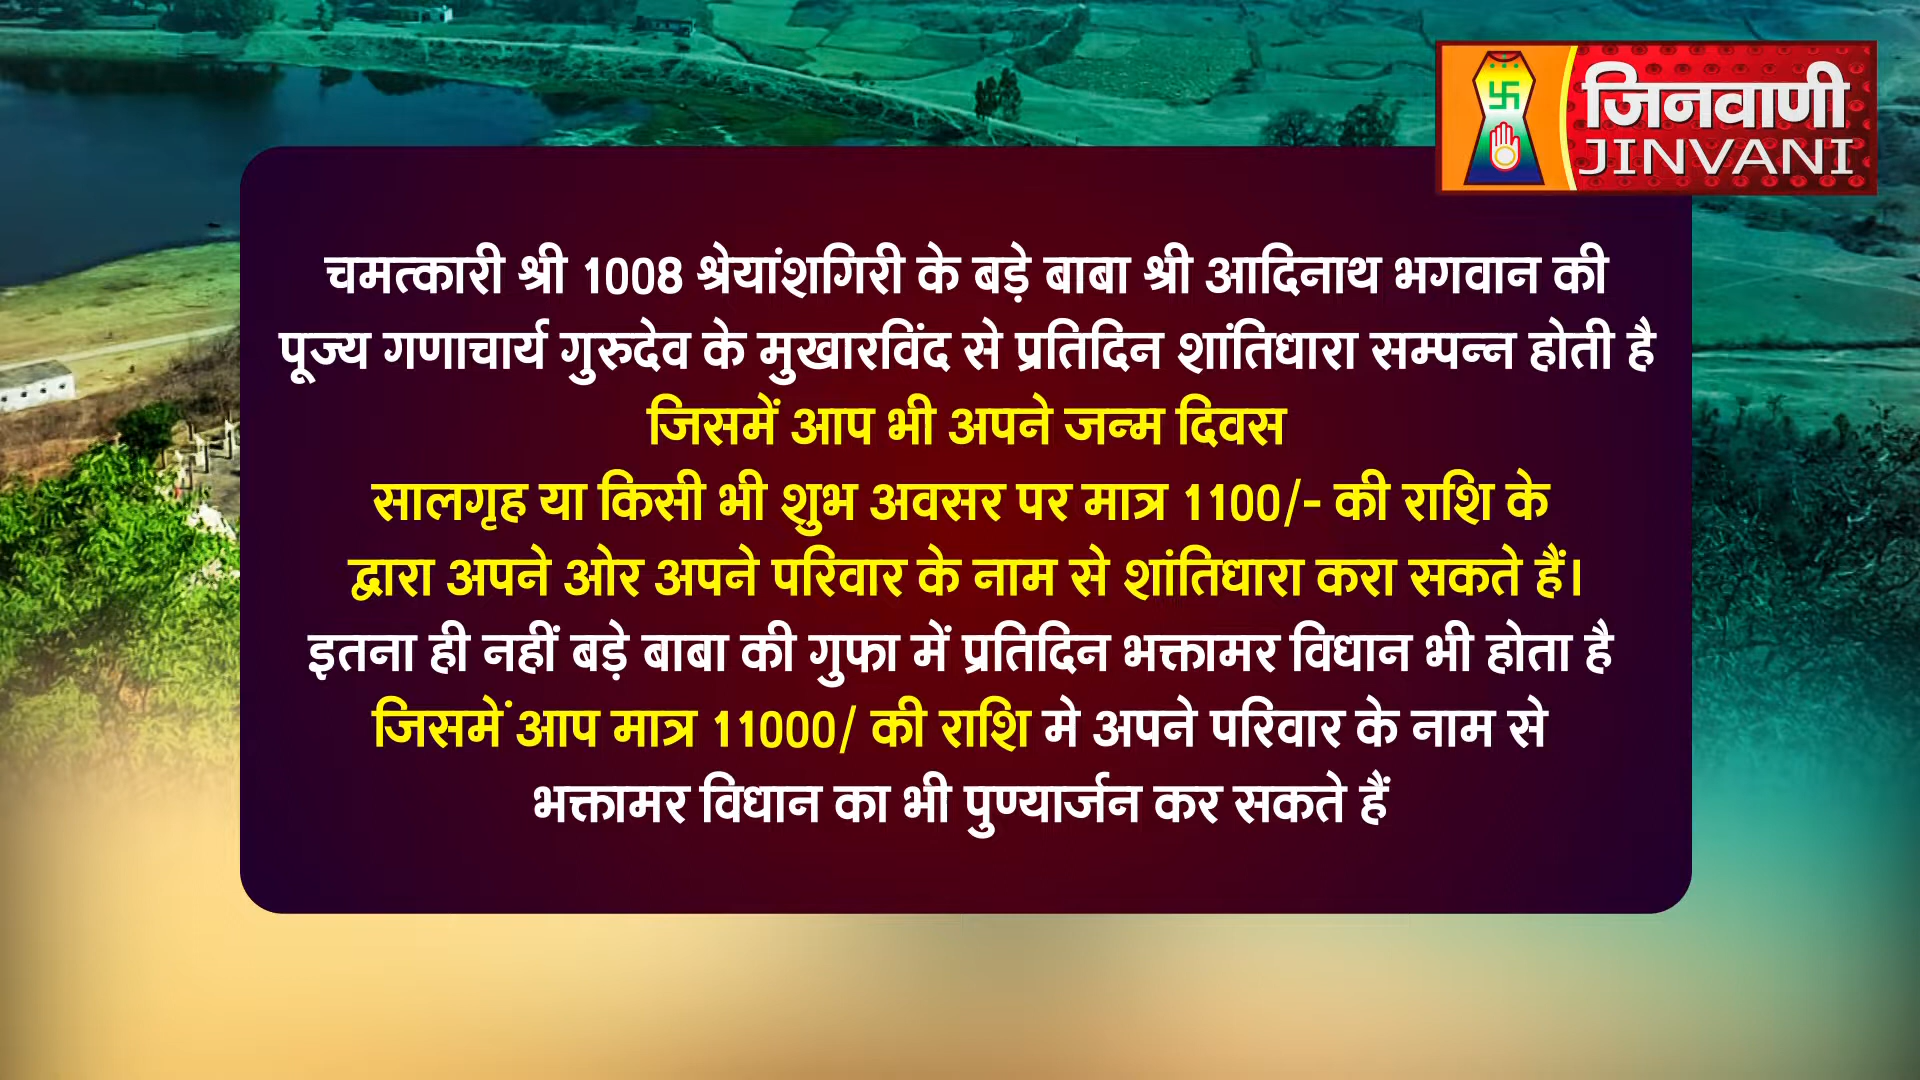 जिनवाणी
JINVANI
चमत्कारी श्री 1008 श्रेयांशगिरी के बड़े बाबा श्री आदिनाथ भगवान की
पूज्य गणाचार्य गुरुदेव के मुखारविंद से प्रतिदिन शांतिधारा सम्पन्न होती है
जिसमें आप भी अपने जन्म दिवस
सालगृह या किसी भी शुभ अवसर पर मात्र 1100/- की राशि के
द्वारा अपने ओर अपने परिवार के नाम से शांतिधारा करा सकते हैं।
इतना ही नहीं बड़े बाबा की गुफा में प्रतिदिन भक्तामर विधान भी होता है
जिसमें आप मात्र 11000/ की राशि मे अपने परिवार के नाम से
भक्तामर विधान का भी पुण्यार्जन कर सकते हैं